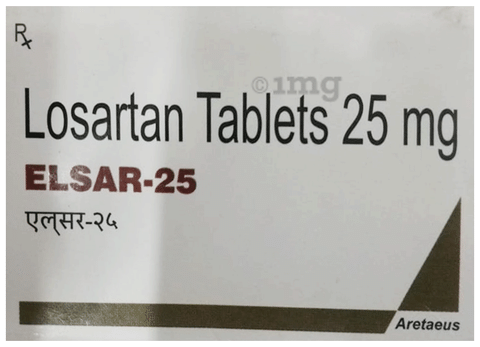 Rx
©1mg
Losartan Tablets 25 mg
ELSAR-25
एल्सर-२५
Aretaeus